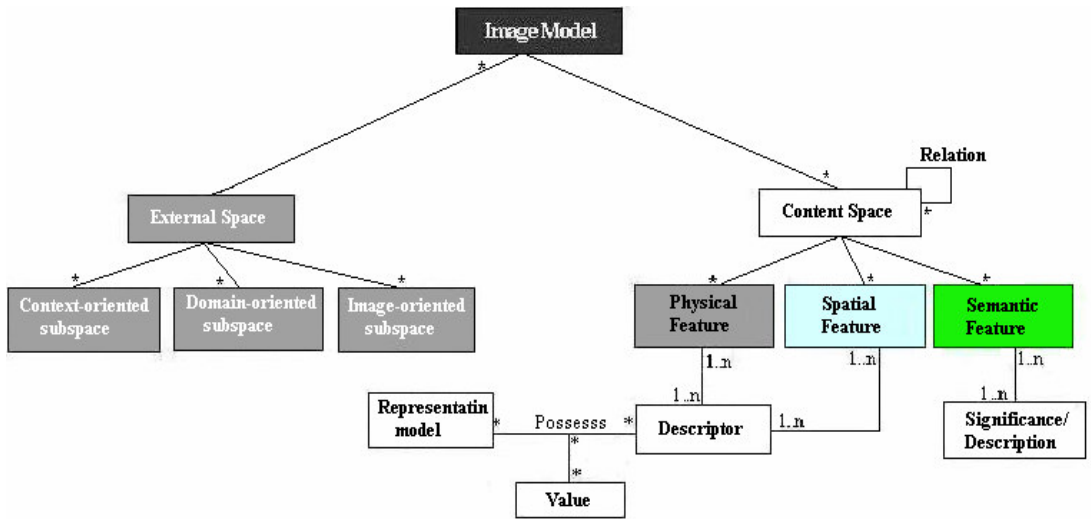 Image Model
*
Relation
*
External Space
Content Space
*
*
*
*
*
*
*
Context-oriented
subspace
Domain-oriented
subspace
Image-oriented
subspace
Physical
Feature
Spatial
Feature
Semantic
Feature
1..n
1..n
1..n
1..n
1..n
1..n
Representatin
model
*
Possesss
*
Descriptor
Significance/
Description
*
*
Value